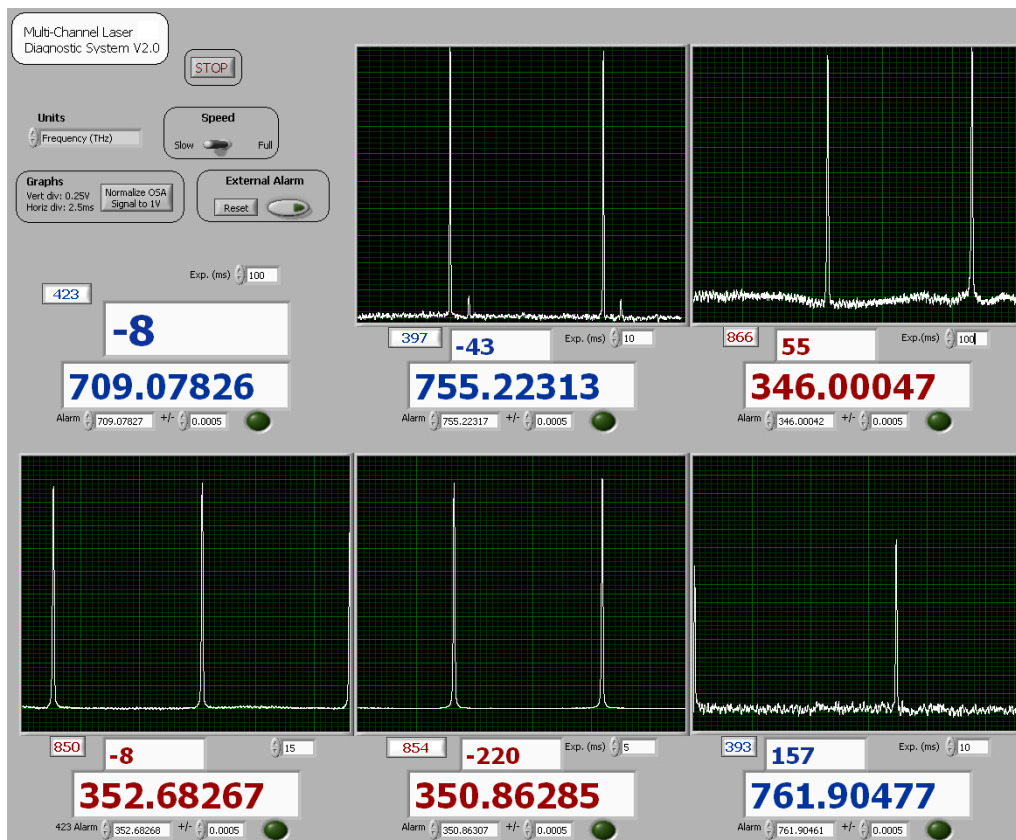 Multi-Channel Laser
Diagnostic System V2.0
STOP
Units
Frequency (THz)
Speed
Slow
Full
Graphs
Vert div: 0.25V
Horiz div: 2.5ms
Normalize OSA
Signal to 1V
External Alarm
Reset
Exp. (ms) 100
423
-8
709.07826
Alarm 709.07827 +/- 0.0005
397
-43
Exp. (ms) 10
755.22313
Alarm 755.22317 +/- 0.0005
866
55
Exp.(ms) 100
346.00047
Alarm 346.00042 +/- 0.0005
850
-8
15
352.68267
423 Alarm 352.68268 +/- 0.0005
854
-220
Exp. (ms) 5
350.86285
Alarm 350.86307 +/- 0.0005
393
157
Exp. (ms) 10
761.90477
Alarm 761.90461 +/- 0.0005